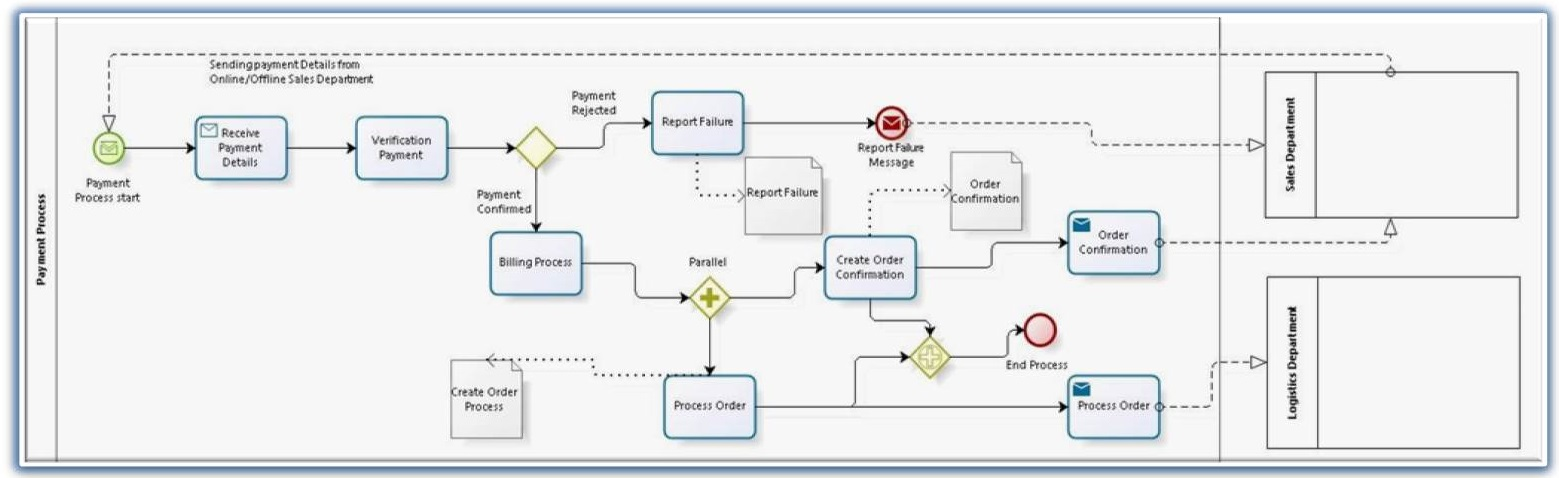 Payment Process
Sending payment Details from
Online/Offline Sales Department
Payment
Process start
Receive
Payment
Details
Verification
Payment
Payment
Rejected
Payment
Confirmed
Report Failure
Report Failure
Report Failure
Message
Order
Confirmation
Sales Department
Billing Process
Parallel
Create Order
Confirmation
Order
Confirmation
End Process
Create Order
Process
Process Order
Process Order
Logistics Department